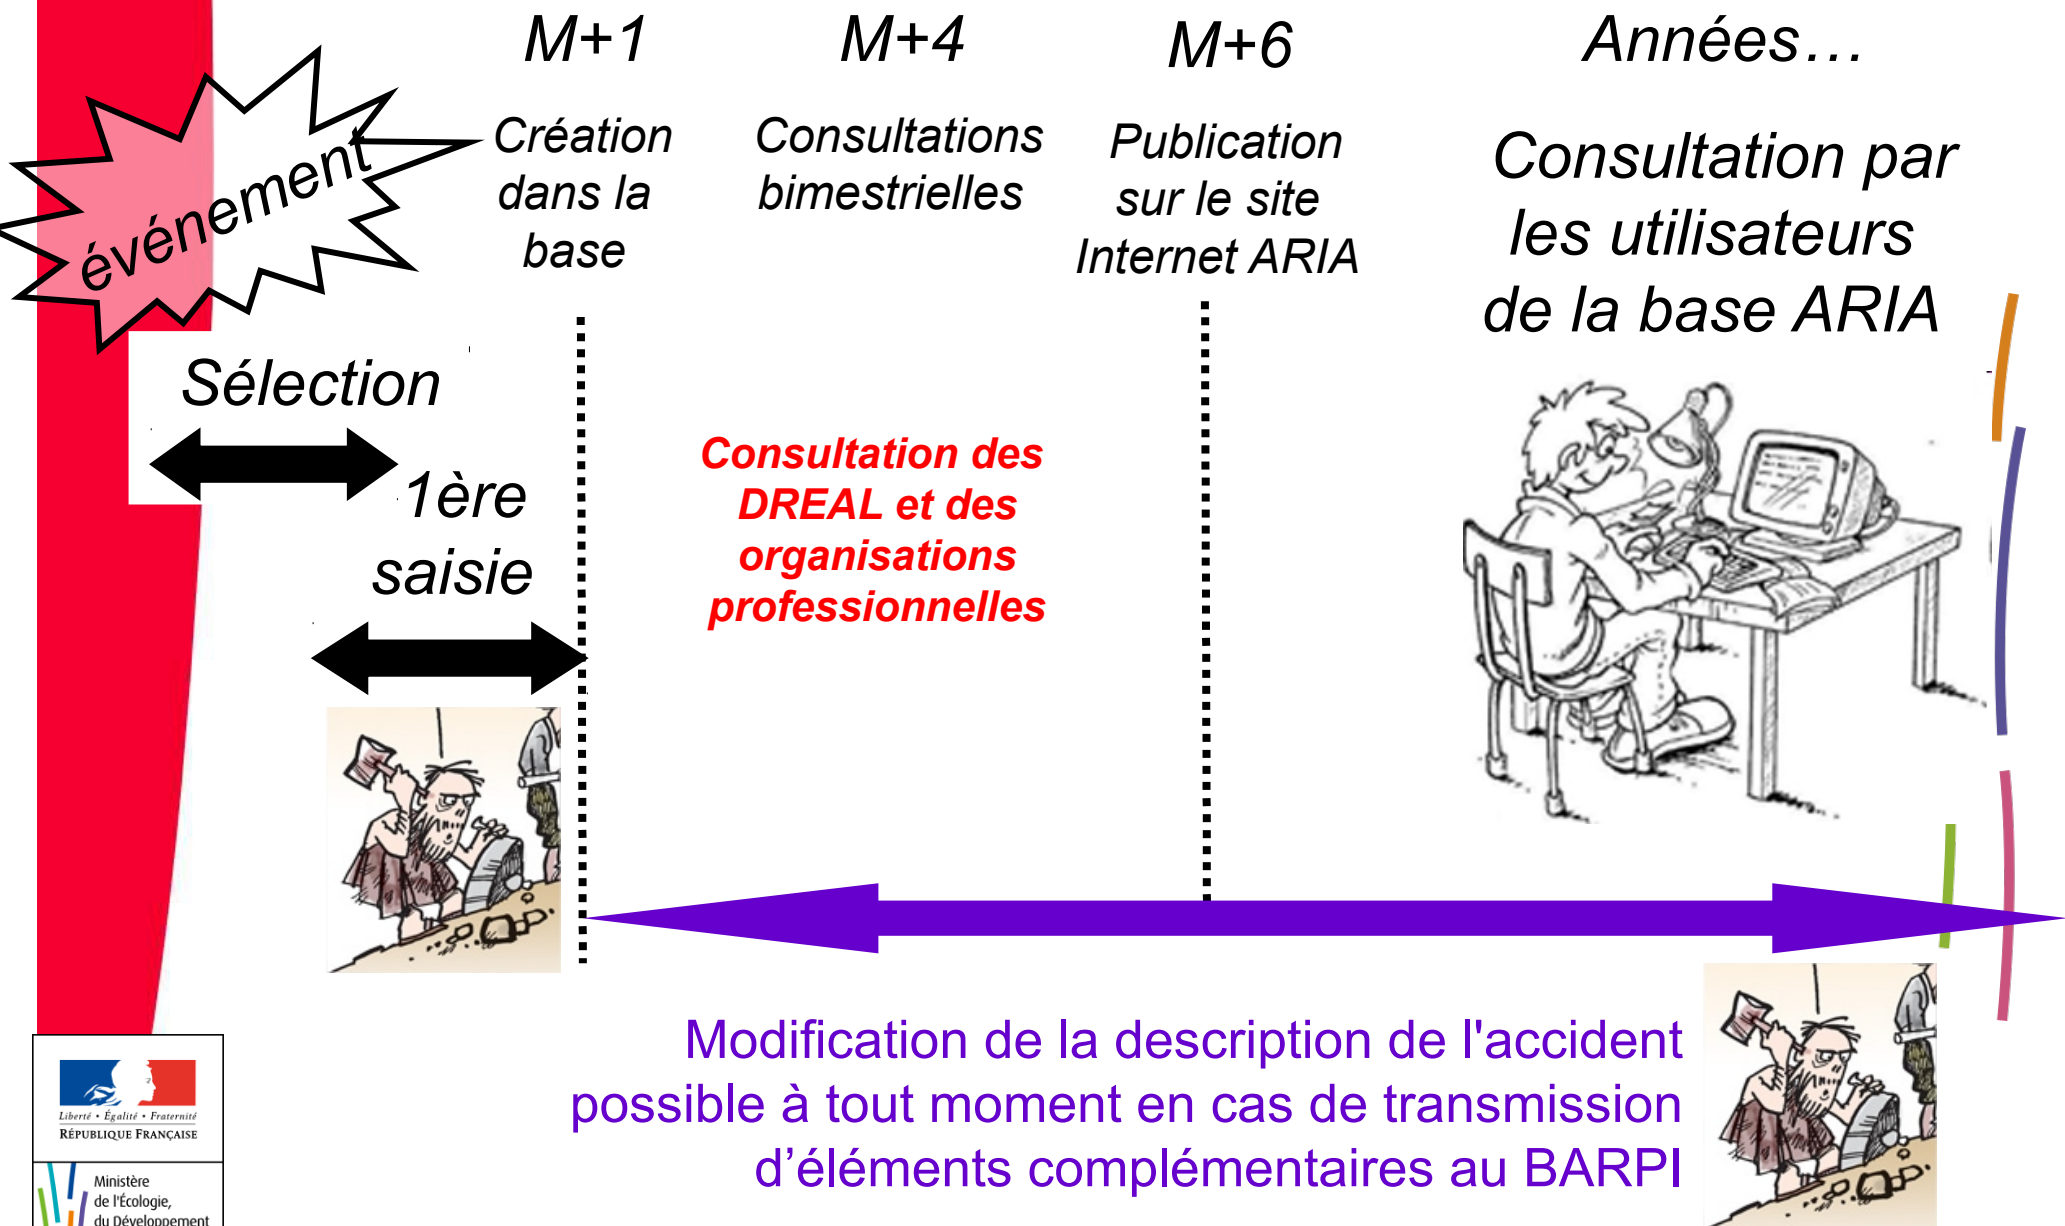 M+1
M+4
M+6
Années…
événement
Création
dans la
base
Consultations
bimestrielles
Publication
sur le site
Internet ARIA
Consultation par
les utilisateurs
de la base ARIA
Sélection
1ère
saisie
Consultation des
DREAL et des
organisations
professionnelles
Modification de la description de l'accident
possible à tout moment en cas de transmission
d’éléments complémentaires au BARPI
Liberté • Égalité • Fraternité
RÉPUBLIQUE FRANÇAISE
Ministère
de l'Écologie,
du Développement